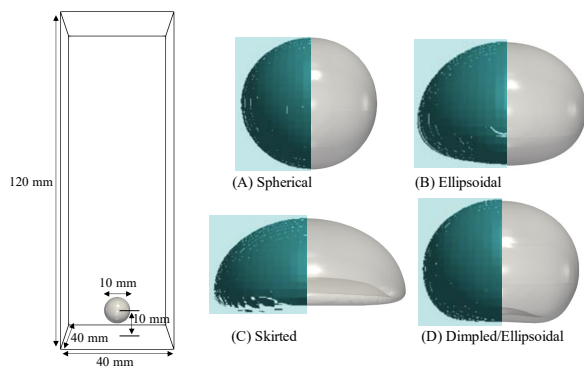 120 mm
10 mm
10 mm
40 mm
40 mm
(A) Spherical
(B) Ellipsoidal
(C) Skirted
(D) Dimpled/Ellipsoidal